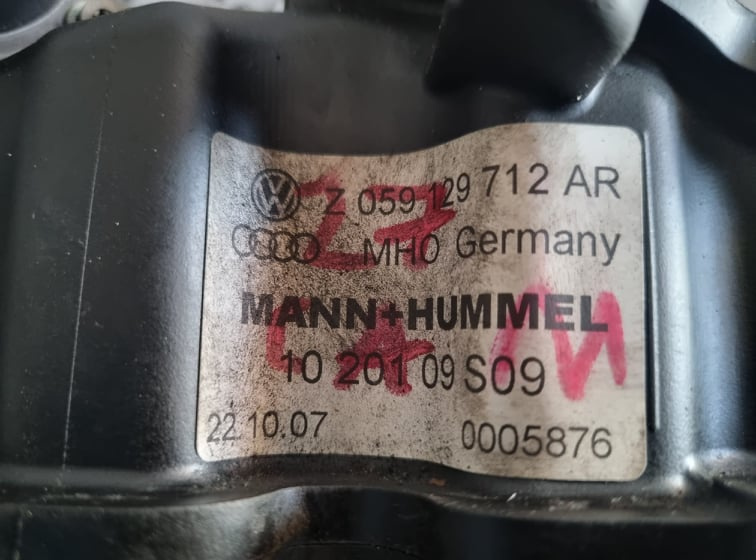 Z 059 129 712 AR
MHO Germany
MANN+HUMMEL
10 201 09 S09
22.10.07 0005876